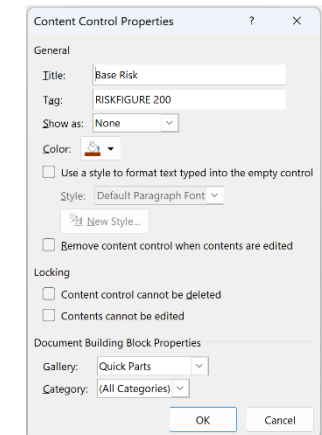 Content Control Properties ? ×
General
Title: Base Risk
Tag: RISKFIGURE 200
Show as: None
Color:
Use a style to format text typed into the empty control
Style: Default Paragraph Font
New Style...
Remove content control when contents are edited
Locking
Content control cannot be deleted
Contents cannot be edited
Document Building Block Properties
Gallery: Quick Parts
Category: (All Categories)
OK Cancel